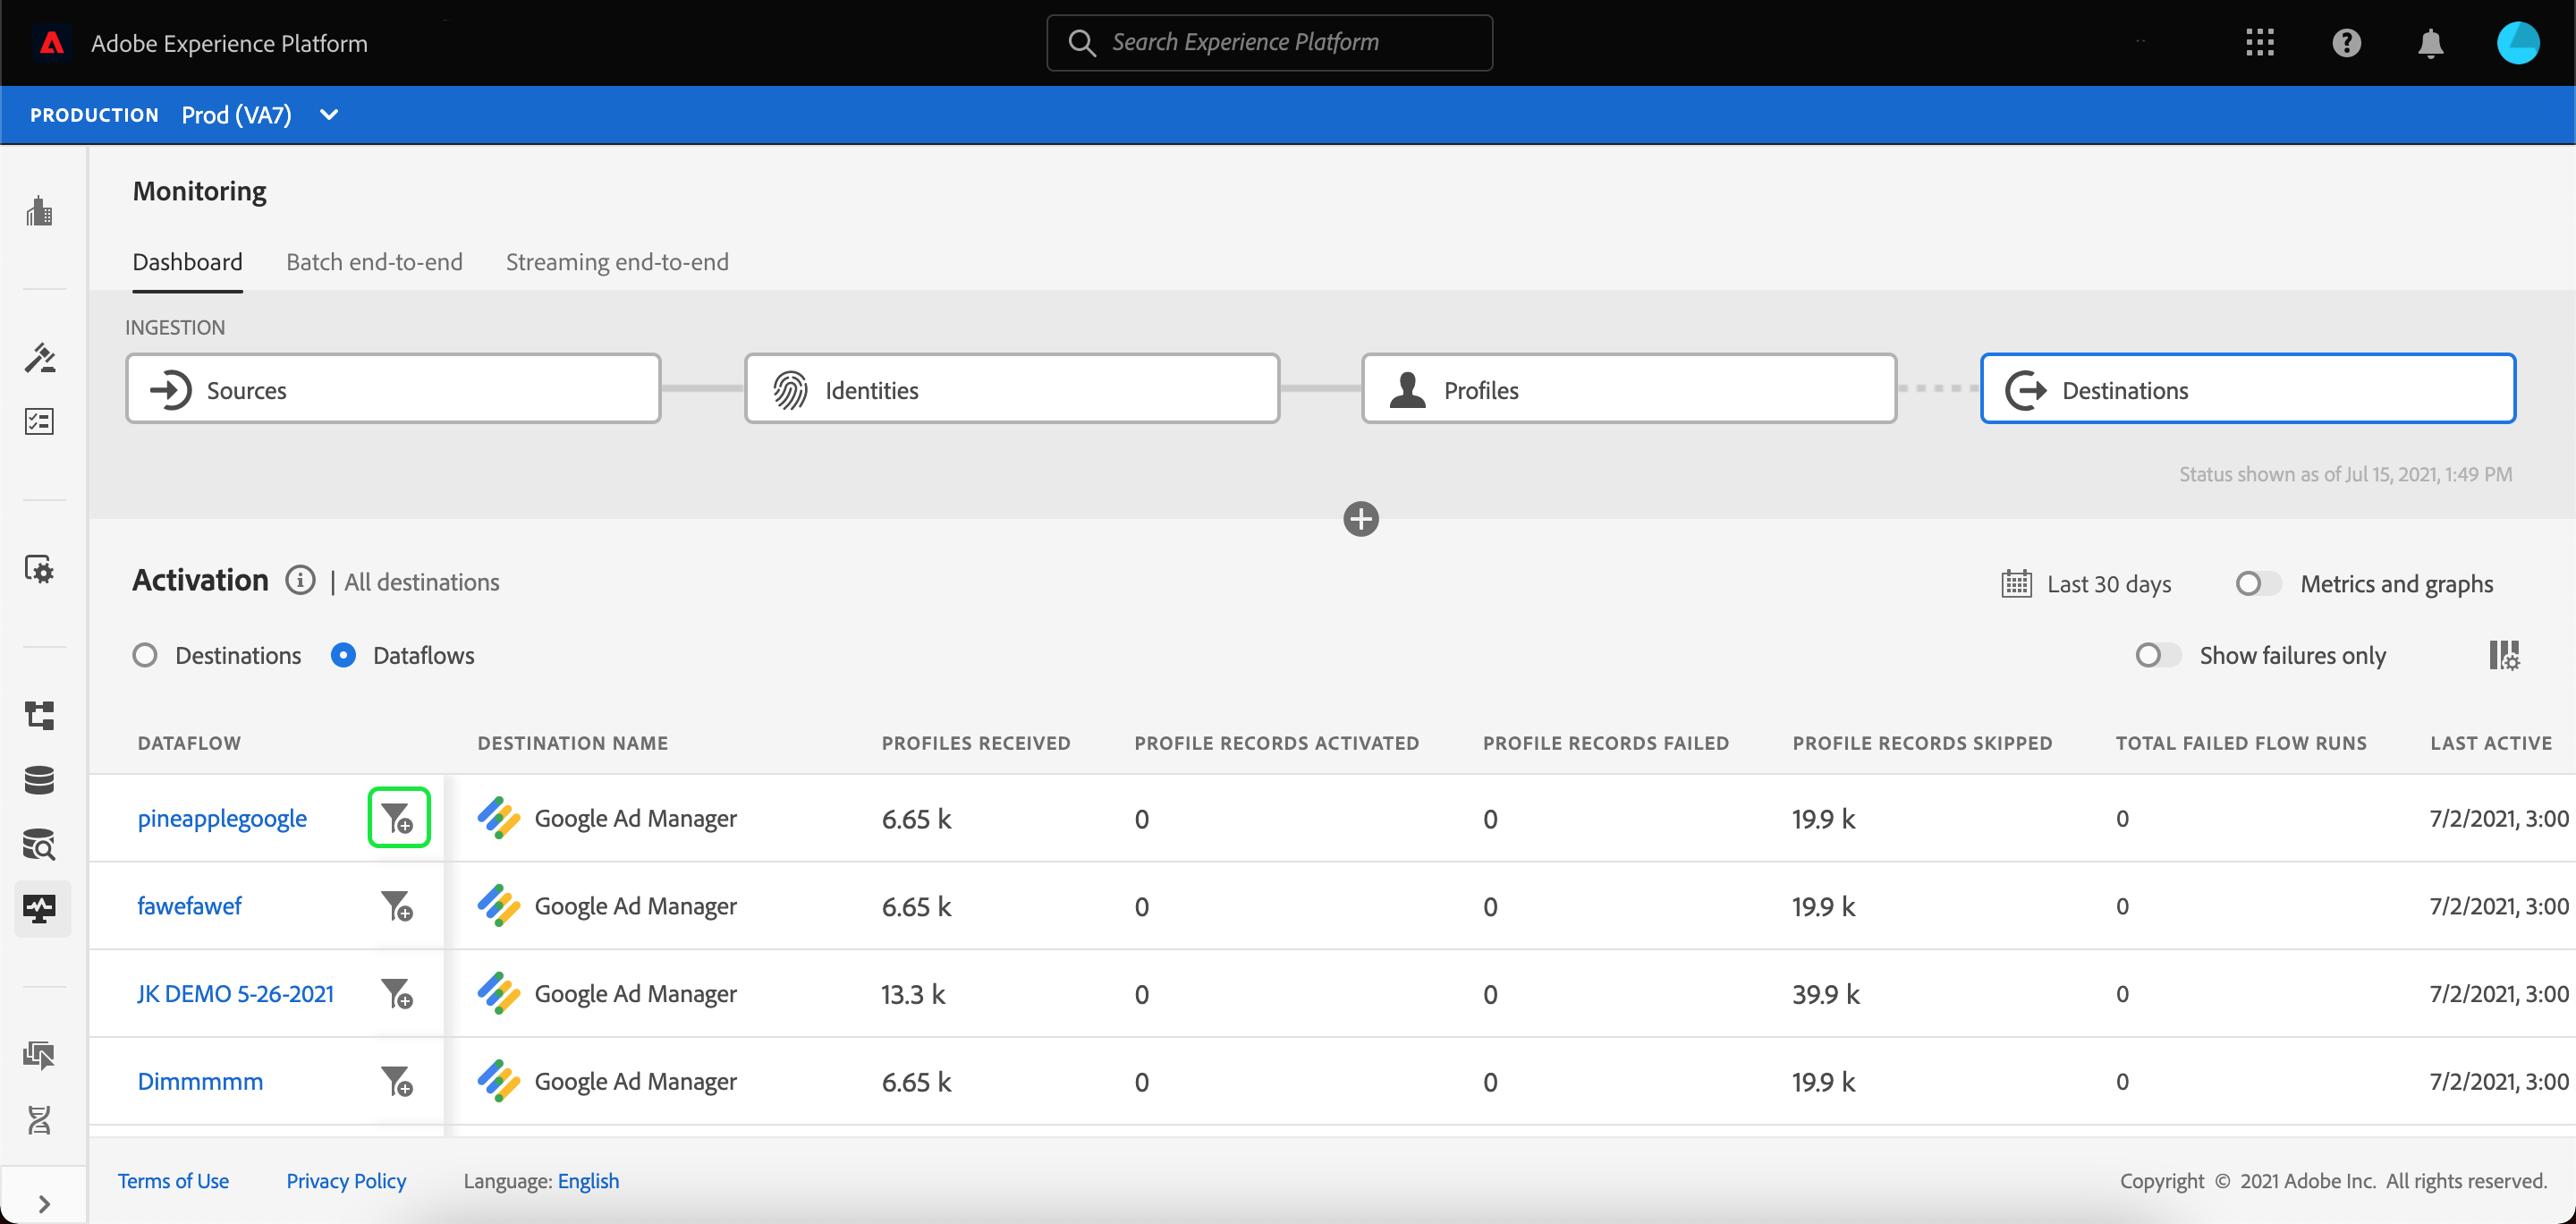 Adobe Experience Platform
Search Experience Platform
PRODUCTION Prod (VA7)
Monitoring
Dashboard Batch end-to-end Streaming end-to-end
INGESTION
Sources Identities Profiles Destinations
Status shown as of Jul 15, 2021, 1:49 PM
Activation | All destinations Last 30 days Metrics and graphs
Destinations Dataflows Show failures only
DATAFLOW DESTINATION NAME PROFILES RECEIVED PROFILE RECORDS ACTIVATED PROFILE RECORDS FAILED PROFILE RECORDS SKIPPED TOTAL FAILED FLOW RUNS LAST ACTIVE
pineapplegoogle Google Ad Manager 6.65 k 0 0 19.9 k 0 7/2/2021, 3:00
fawefawef Google Ad Manager 6.65 k 0 0 19.9 k 0 7/2/2021, 3:00
JK DEMO 5-26-2021 Google Ad Manager 13.3 k 0 0 39.9 k 0 7/2/2021, 3:00
Dimmmmm Google Ad Manager 6.65 k 0 0 19.9 k 0 7/2/2021, 3:00
Terms of Use Privacy Policy Language: English Copyright © 2021 Adobe Inc. All rights reserved.